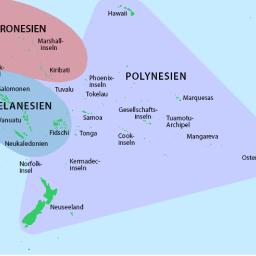 Hawaii
RONESIEN
Marshall-
inseln
Kiribati
POLYNESIEN
Phoenix-
Inseln
Salomonen
Tuvalu
Tokelau
Marquesas
ELANESIEN
Samoa
Gesellschafts-
Inseln
Tuamotu-
Archipel
Vanuatu
Fidschi
Tonga
Cook-
inseln
Mangareva
Neukaledonien
Norfolk-
Insel
Kermadec-
Inseln
Oster
Neuseeland